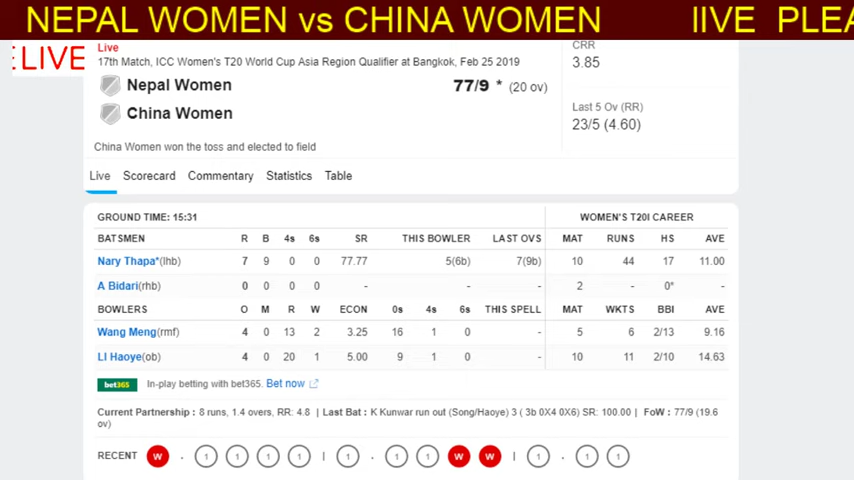 NEPAL WOMEN vs CHINA WOMEN IIVE PLEA
LIVE
Live
17th Match, ICC Women's T20 World Cup Asia Region Qualifier at Bangkok, Feb 25 2019
Nepal Women 77/9 * (20 ov)
China Women
China Women won the toss and elected to field
CRR
3.85
Last 5 Ov (RR)
23/5 (4.60)
Live Scorecard Commentary Statistics Table
GROUND TIME: 15:31 WOMEN'S T20I CAREER
BATSMEN R B 4s 6s SR THIS BOWLER LAST OVS MAT RUNS HS AVE
Nary Thapa*(lhb) 7 9 0 0 77.77 5(6b) 7(9b) 10 44 17 11.00
A Bidari(rhb) 0 0 0 0 - - - 2 - 0* -
BOWLERS O M R W ECON 0s 4s 6s THIS SPELL MAT WKTS BBI AVE
Wang Meng(rmf) 4 0 13 2 3.25 16 1 0 - 5 6 2/13 9.16
LI Haoye(ob) 4 0 20 1 5.00 9 1 0 - 10 11 2/10 14.63
bet365 In-play betting with bet365. Bet now
Current Partnership : 8 runs, 1.4 overs, RR: 4.8 | Last Bat : K Kunwar run out (Song/Haoye) 3 ( 3b 0X4 0X6) SR: 100.00 | FoW : 77/9 (19.6
ov)
RECENT W . 1 1 1 1 | 1 . 1 1 W W | 1 . 1 1